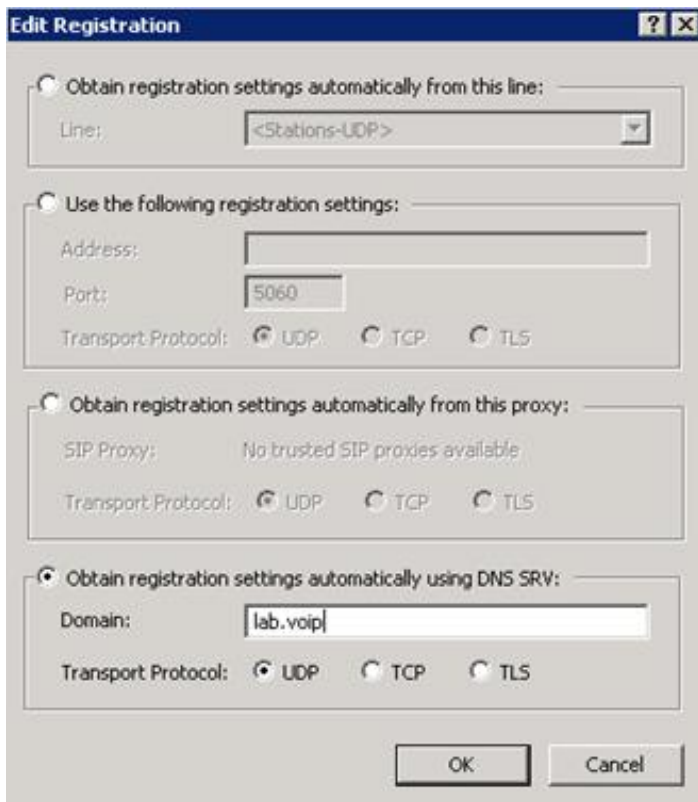 Edit Registration
Obtain registration settings automatically from this line:
Line: <Stations-UDP>
Use the following registration settings:
Address:
Port: 5060
Transport Protocol: UDP TCP TLS
Obtain registration settings automatically from this proxy:
SIP Proxy: No trusted SIP proxies available
Transport Protocol: UDP TCP TLS
Obtain registration settings automatically using DNS SRV:
Domain: lab.voip
Transport Protocol: UDP TCP TLS
OK Cancel